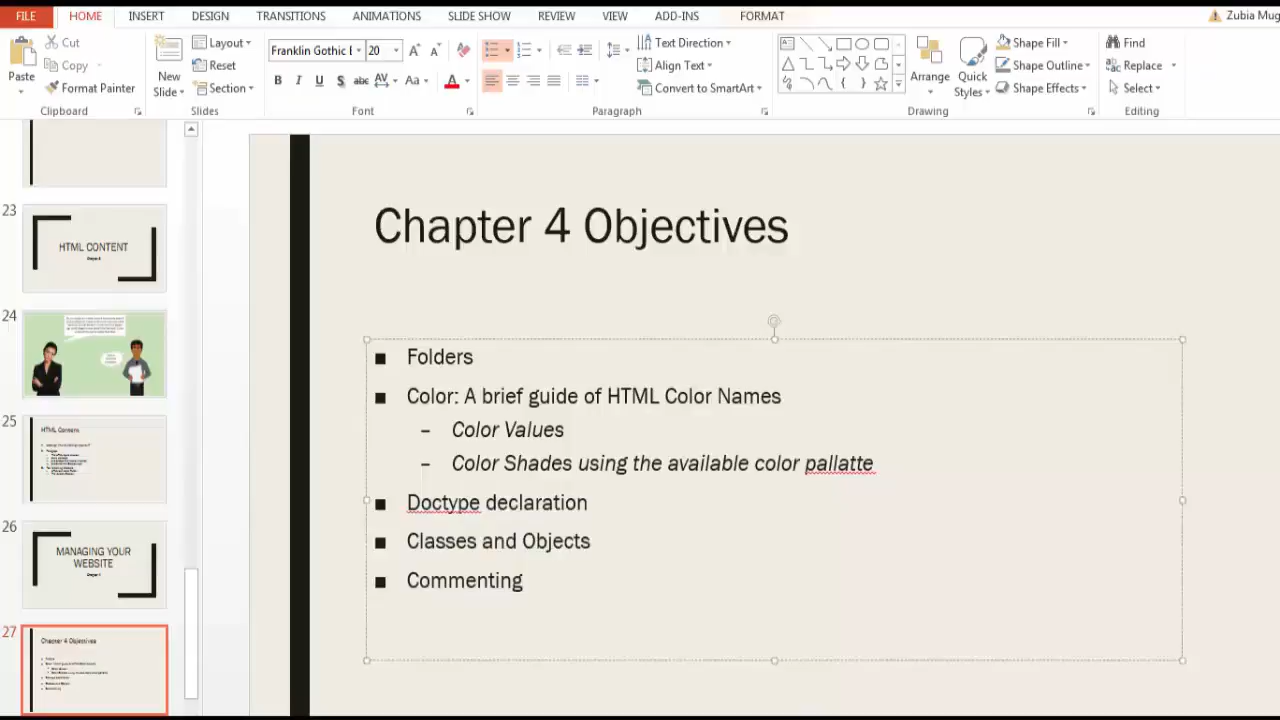 FILE HOME INSERT DESIGN TRANSITIONS ANIMATIONS SLIDE SHOW REVIEW VIEW ADD-INS FORMAT Zubia Mug
Paste Cut Copy Format Painter
Clipboard
New Slide Layout Reset Section
Slides
Franklin Gothic 20
B I U S abc AV Aa A
Font
Text Direction
Align Text
Convert to SmartArt
Paragraph
Arrange Quick Styles
Shape Fill
Shape Outline
Shape Effects
Drawing
Find
Replace
Select
Editing
23
HTML CONTENT
24
25
HTML Content
26
MANAGING YOUR
WEBSITE
27
Chapter 4 Objectives
Chapter 4 Objectives
Folders
Color: A brief guide of HTML Color Names
– Color Values
– Color Shades using the available color pallatte
Doctype declaration
Classes and Objects
Commenting